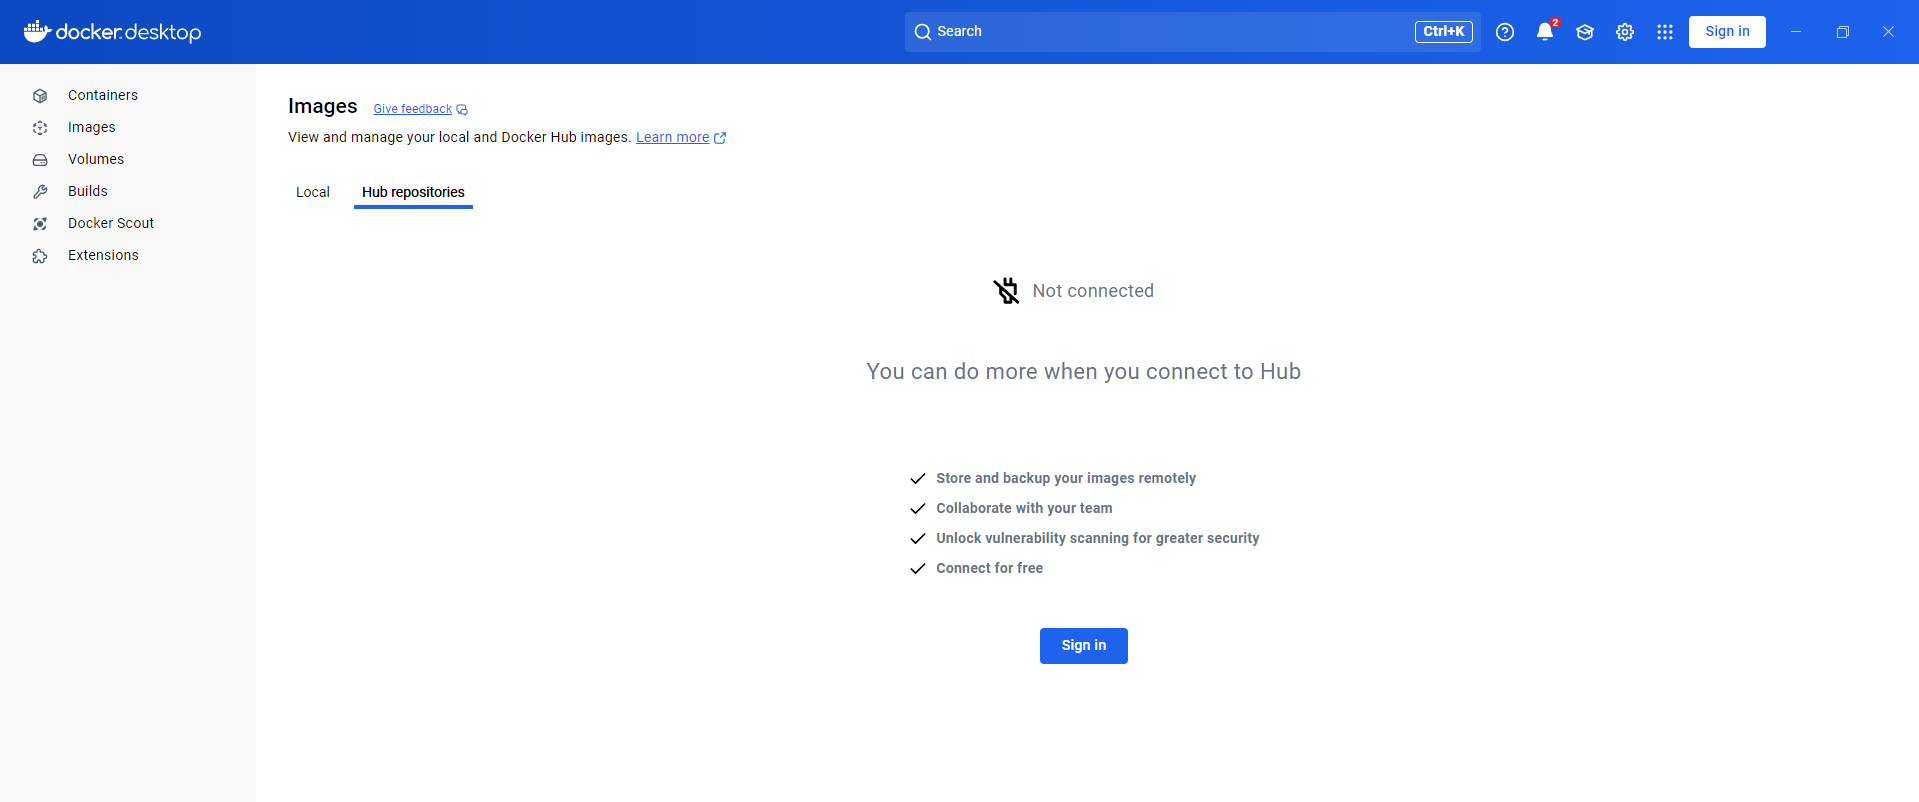 docker.desktop
Search
Ctrl+K
2
Sign in
Containers
Images
Volumes
Builds
Docker Scout
Extensions
Images
Give feedback
View and manage your local and Docker Hub images. Learn more
Local
Hub repositories
Not connected
You can do more when you connect to Hub
Store and backup your images remotely
Collaborate with your team
Unlock vulnerability scanning for greater security
Connect for free
Sign in